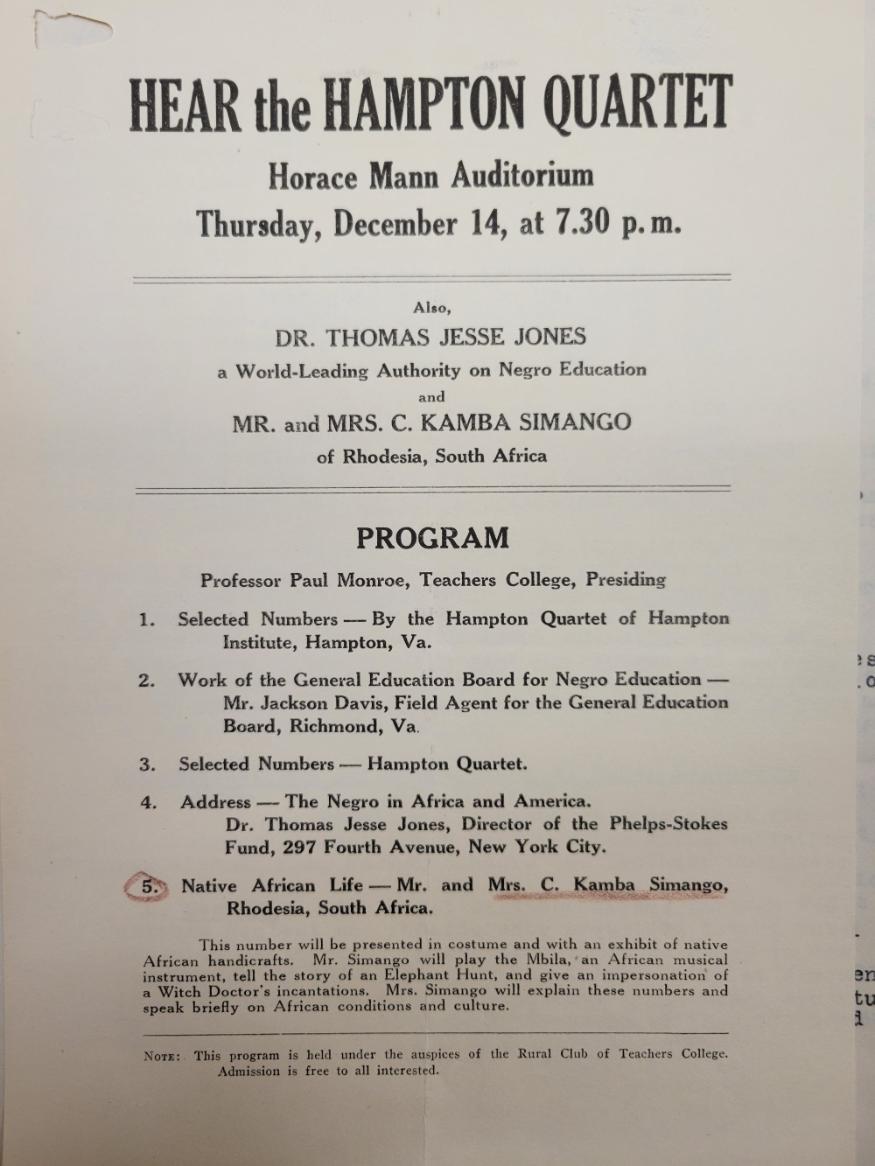 HEAR the HAMPTON QUARTET
Horace Mann Auditorium
Thursday, December 14, at 7.30 p.m.
Also,
DR. THOMAS JESSE JONES
a World-Leading Authority on Negro Education
and
MR. and MRS. C. KAMBA SIMANGO
of Rhodesia, South Africa
PROGRAM
Professor Paul Monroe, Teachers College, Presiding
1. Selected Numbers — By the Hampton Quartet of Hampton
Institute, Hampton, Va.
2. Work of the General Education Board for Negro Education —
Mr. Jackson Davis, Field Agent for the General Education
Board, Richmond, Va.
3. Selected Numbers — Hampton Quartet.
4. Address — The Negro in Africa and America.
Dr. Thomas Jesse Jones, Director of the Phelps-Stokes
Fund, 297 Fourth Avenue, New York City.
5. Native African Life — Mr. and Mrs. C. Kamba Simango,
Rhodesia, South Africa.
This number will be presented in costume and with an exhibit of native
African handicrafts. Mr. Simango will play the Mbila, an African musical
instrument, tell the story of an Elephant Hunt, and give an impersonation of
a Witch Doctor's incantations. Mrs. Simango will explain these numbers and
speak briefly on African conditions and culture.
NOTE: This program is held under the auspices of the Rural Club of Teachers College.
Admission is free to all interested.